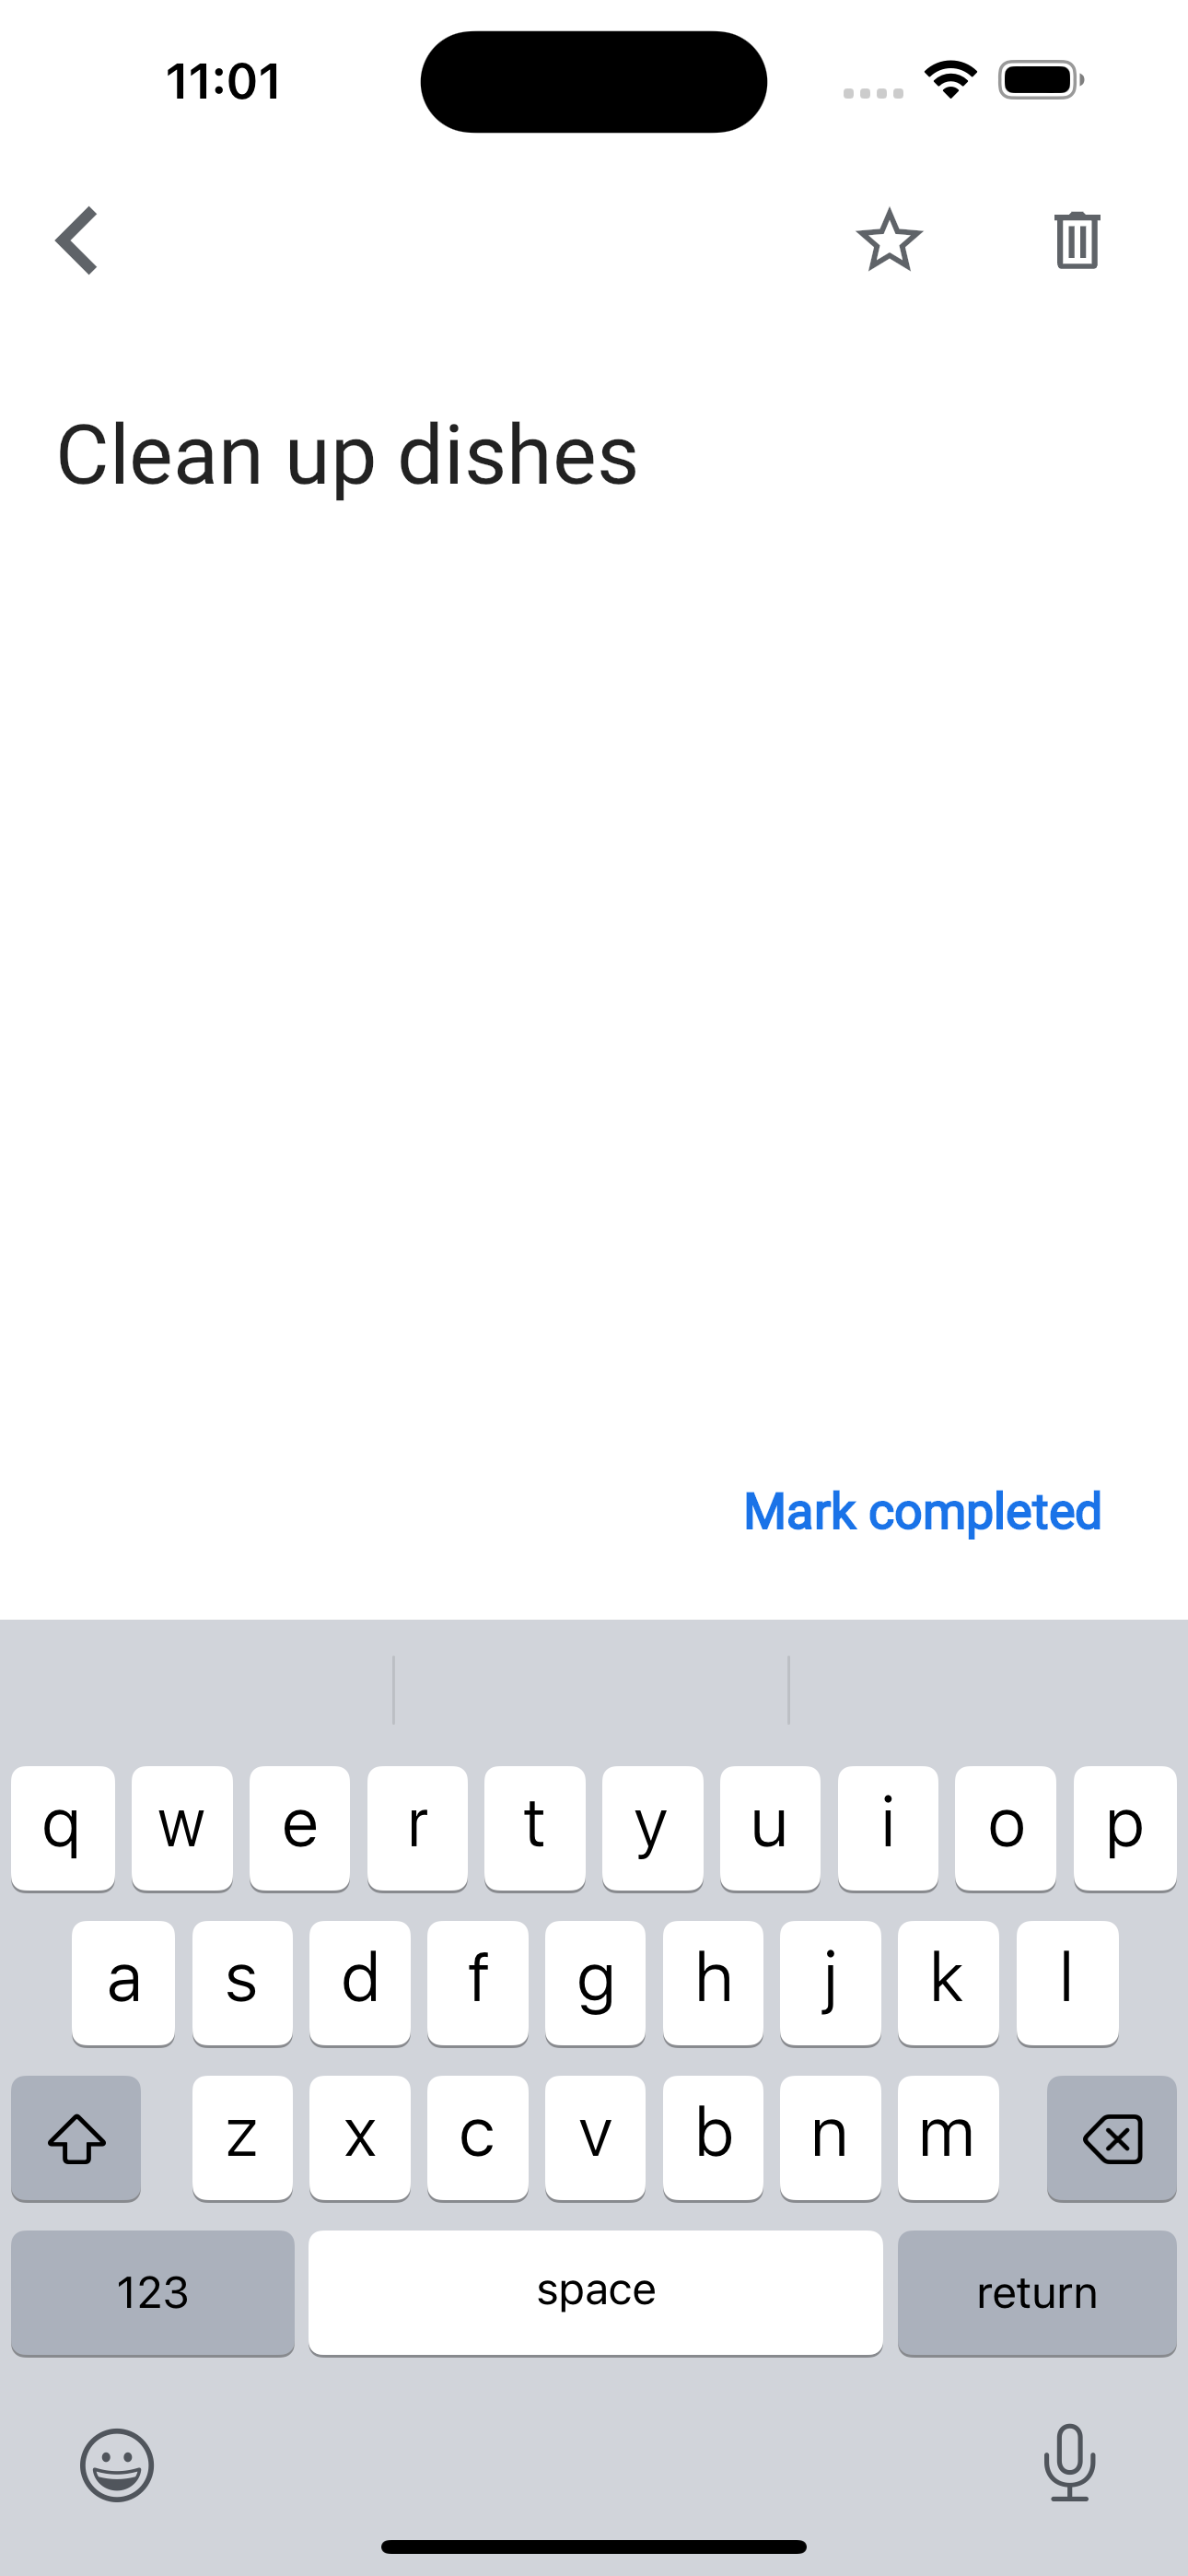 11:01
Clean up dishes
Mark completed
q w e r t y u i o p
a s d f g h j k l
z x c v b n m
123 space return